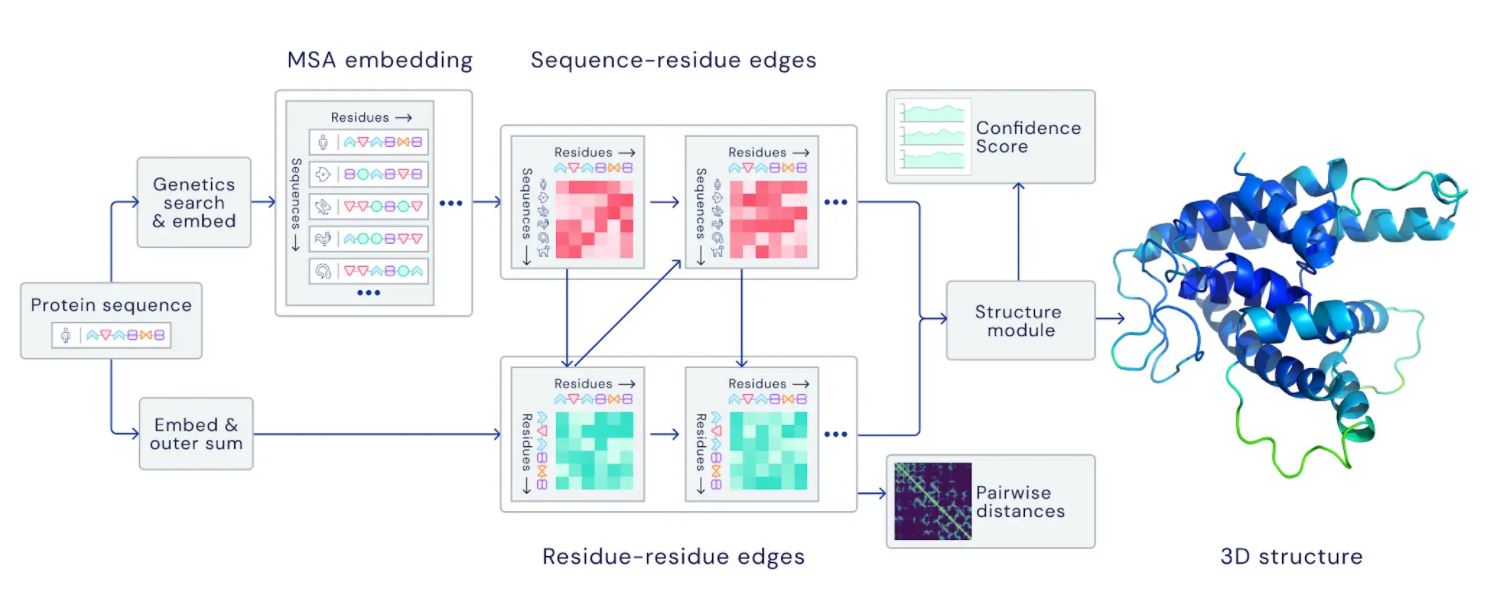 MSA embedding
Sequence-residue edges
Residues →
Sequences →
Genetics
search
& embed
Protein sequence
Embed &
outer sum
Residues →
Sequences →
Residues →
Sequences →
Residues →
Residues →
Residues →
Residues →
Confidence
Score
Structure
module
Pairwise
distances
Residue-residue edges
3D structure